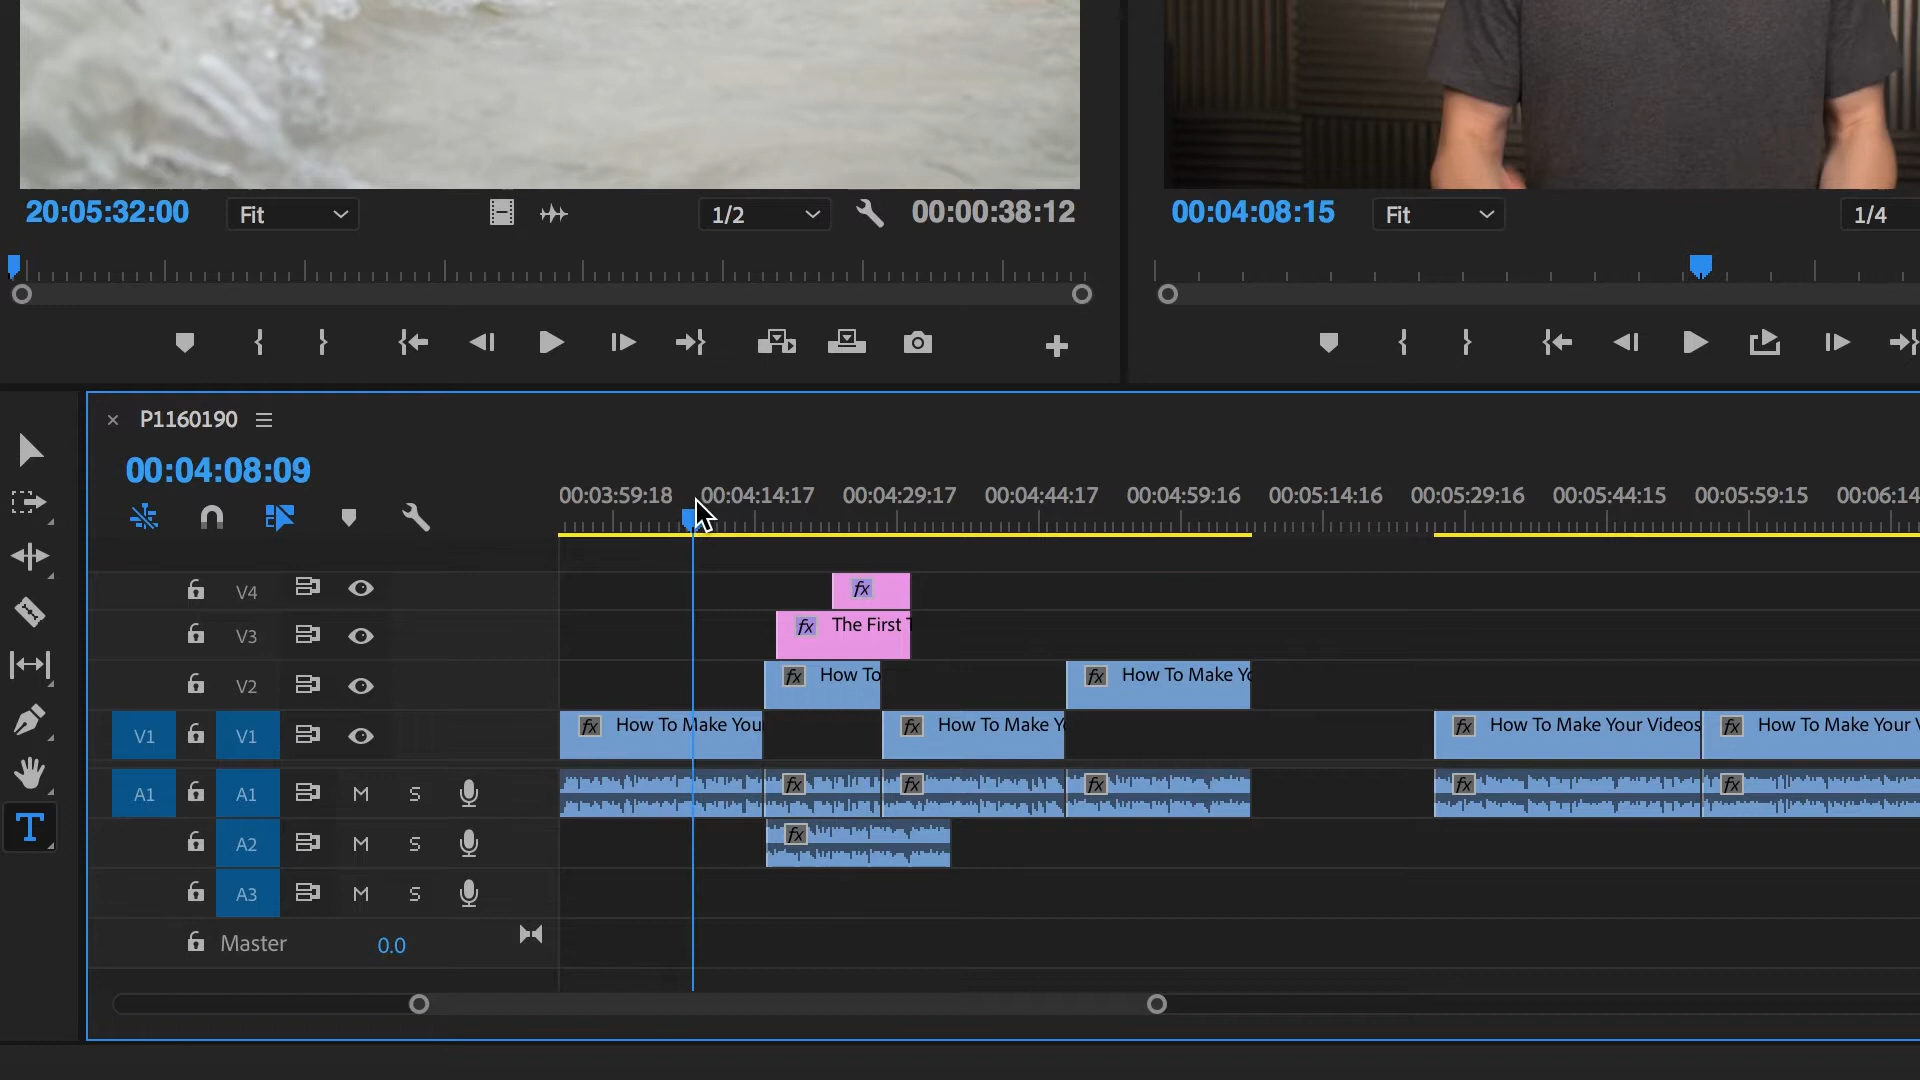 20:05:32:00 Fit 1/2 00:00:38:12 00:04:08:15 Fit 1/4
P1160190
00:04:08:09
00:03:59:18 00:04:14:17 00:04:29:17 00:04:44:17 00:04:59:16 00:05:14:16 00:05:29:16 00:05:44:15 00:05:59:15 00:06:14
V4 fx
V3 fx The First T
V2 fx How To fx How To Make Yo
V1 V1 fx How To Make You fx How To Make Y fx How To Make Your Videos fx How To Make Your V
A1 A1 M S fx fx fx fx fx
A2 M S fx
A3 M S
Master 0.0
T